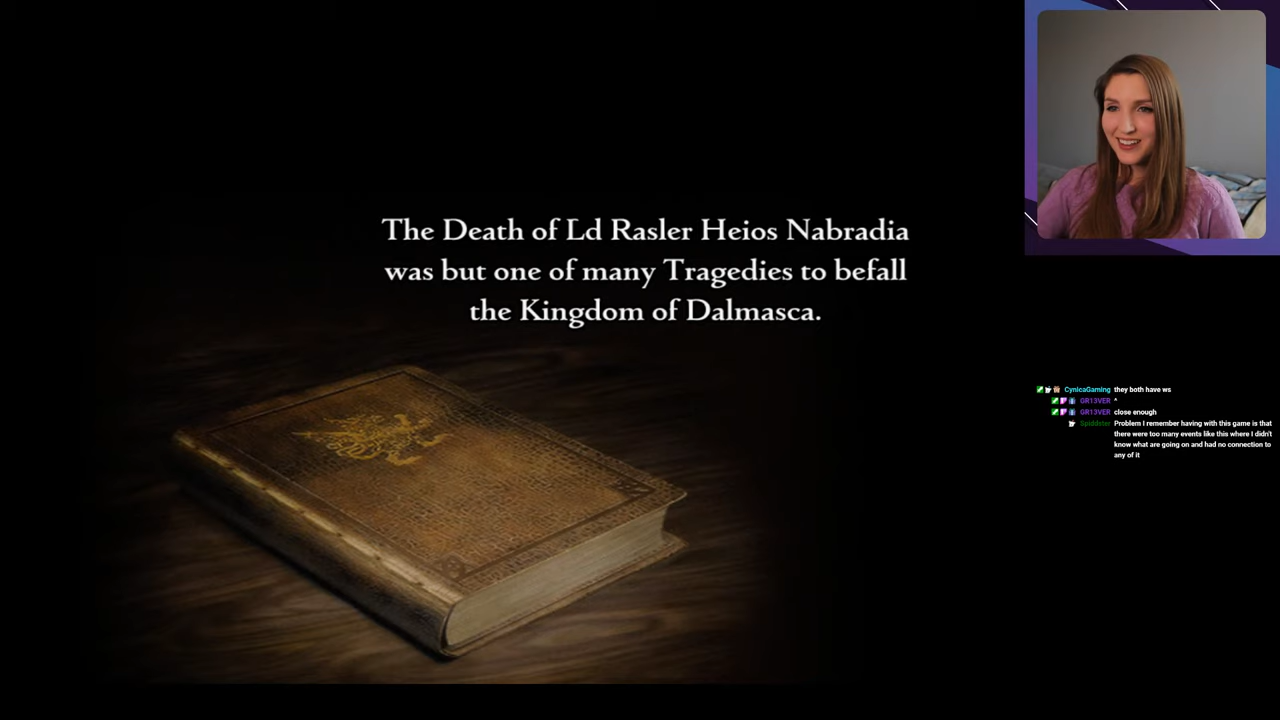 The Death of Ld Rasler Heios Nabradia
was but one of many Tragedies to befall
the Kingdom of Dalmasca.
CynicaGaming they both have ws
GR13VER ^
GR13VER close enough
Spiddster Problem I remember having with this game is that
there were too many events like this where I didn't
know what are going on and had no connection to
any of it